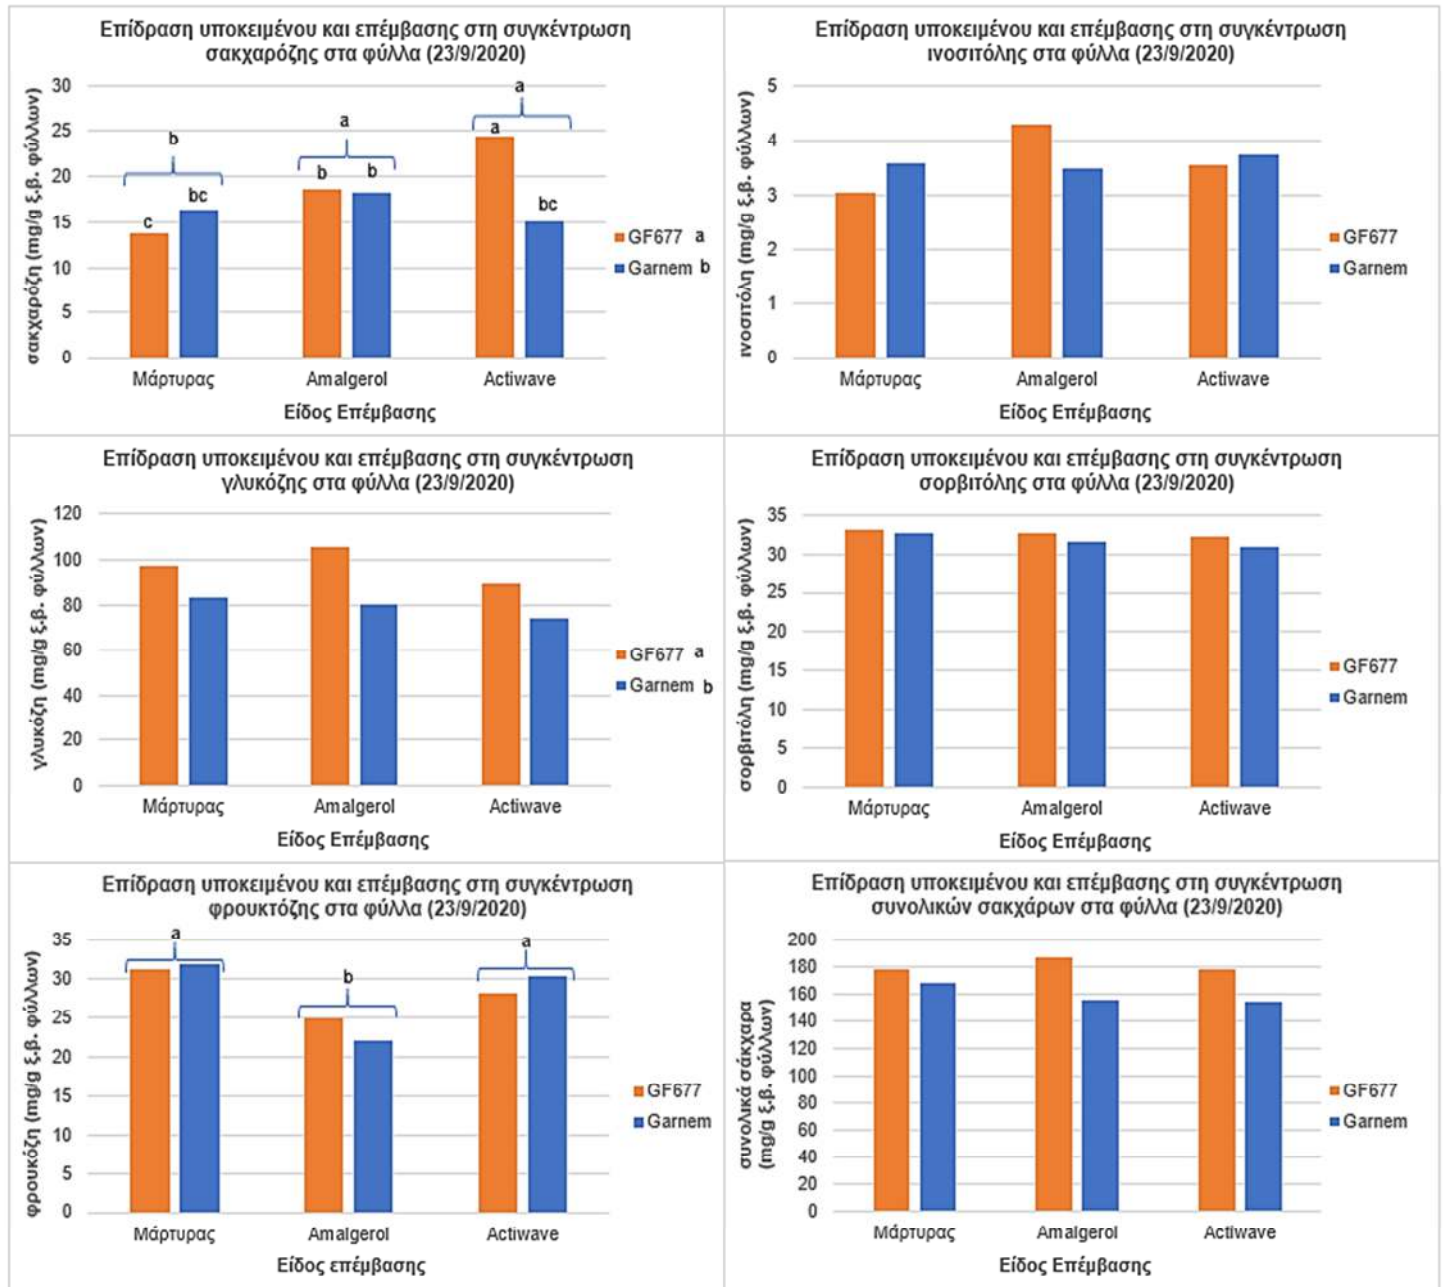 Επίδραση υποκειμένου και επέμβασης στη συγκέντρωση
σακχαρόζης στα φύλλα (23/9/2020)
σακχαρόζη (mg/g ξ.β. φύλλων)
30
25
20
15
10
5
0
b
c
bc
a
b
b
a
a
bc
Μάρτυρας
Amalgerol
Actiwave
Είδος Επέμβασης
GF677 a
Garnem b
Επίδραση υποκειμένου και επέμβασης στη συγκέντρωση
ινοσιτόλης στα φύλλα (23/9/2020)
ινοσιτόλη (mg/g ξ.β. φύλλων)
5
4
3
2
1
0
Μάρτυρας
Amalgerol
Actiwave
Είδος Επέμβασης
GF677
Garnem
Επίδραση υποκειμένου και επέμβασης στη συγκέντρωση
γλυκόζης στα φύλλα (23/9/2020)
γλυκόζη (mg/g ξ.β. φύλλων)
120
100
80
60
40
20
0
Μάρτυρας
Amalgerol
Actiwave
Είδος Επέμβασης
GF677 a
Garnem b
Επίδραση υποκειμένου και επέμβασης στη συγκέντρωση
σορβιτόλης στα φύλλα (23/9/2020)
σορβιτόλη (mg/g ξ.β. φύλλων)
35
30
25
20
15
10
5
0
Μάρτυρας
Amalgerol
Actiwave
Είδος Επέμβασης
GF677
Garnem
Επίδραση υποκειμένου και επέμβασης στη συγκέντρωση
φρουκτόζης στα φύλλα (23/9/2020)
φρουκόζη (mg/g ξ.β. φύλλων)
35
30
25
20
15
10
5
0
a
b
a
Μάρτυρας
Amalgerol
Actiwave
Είδος επέμβασης
GF677
Garnem
Επίδραση υποκειμένου και επέμβασης στη συγκέντρωση
συνολικών σακχάρων στα φύλλα (23/9/2020)
συνολικά σάκχαρα
(mg/g ξ.β. φύλλων)
200
180
160
140
120
100
80
60
40
20
0
Μάρτυρας
Amalgerol
Actiwave
Είδος Επέμβασης
GF677
Garnem